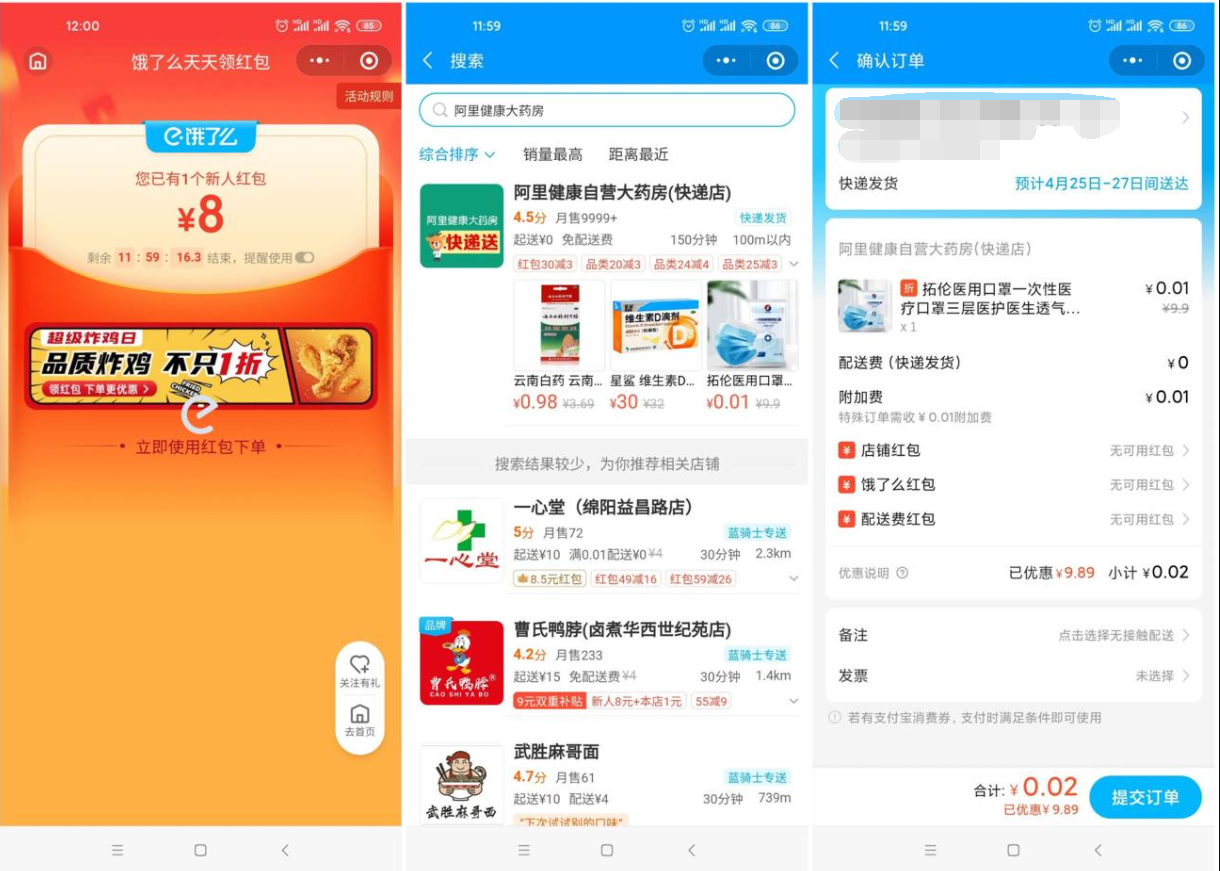 12:00
85
饿了么天天领红包
活动规则
饿了么
您已有1个新人红包
¥8
剩余 11 : 59 : 16.3 结束，提醒使用
超级炸鸡日
品质炸鸡 不只1折
领红包 下单更优惠 >
FRIED CHICKEN
立即使用红包下单
关注有礼
去首页
11:59
86
搜索
阿里健康大药房
综合排序 销量最高 距离最近
阿里健康大药房
快递送
阿里健康自营大药房(快递店)
4.5分 月售9999+ 快递发货
起送¥0 免配送费 150分钟 100m以内
红包30减3 品类20减3 品类24减4 品类25减3
维生素D滴剂
云南白药 云南... 星鲨 维生素D... 拓伦医用口罩...
¥0.98 ¥3.69 ¥30 ¥32 ¥0.01 ¥9.9
搜索结果较少，为你推荐相关店铺
一心堂
一心堂（绵阳益昌路店）
5分 月售72 蓝骑士专送
起送¥10 满0.01配送¥0 ¥4 30分钟 2.3km
8.5元红包 红包49减16 红包59减26
品牌
曹氏鸭脖®
CAO SHI YA BO
曹氏鸭脖(卤煮华西世纪苑店)
4.2分 月售233 蓝骑士专送
起送¥15 免配送费¥4 30分钟 1.4km
9元双重补贴 新人8元+本店1元 55减9
武胜麻哥面
武胜麻哥面
4.7分 月售61 蓝骑士专送
起送¥10 配送¥4 30分钟 739m
"下次试试别的口味"
11:59
86
确认订单
快递发货 预计4月25日-27日间送达
阿里健康自营大药房(快递店)
折 拓伦医用口罩一次性医 ¥0.01
疗口罩三层医护医生透气... ¥9.9
x 1
配送费 (快递发货) ¥0
附加费 ¥0.01
特殊订单需收¥0.01附加费
¥ 店铺红包 无可用红包
¥ 饿了么红包 无可用红包
¥ 配送费红包 无可用红包
优惠说明 已优惠¥9.89 小计 ¥0.02
备注 点击选择无接触配送
发票 未选择
若有支付宝消费券，支付时满足条件即可使用
合计: ¥0.02
已优惠¥9.89
提交订单